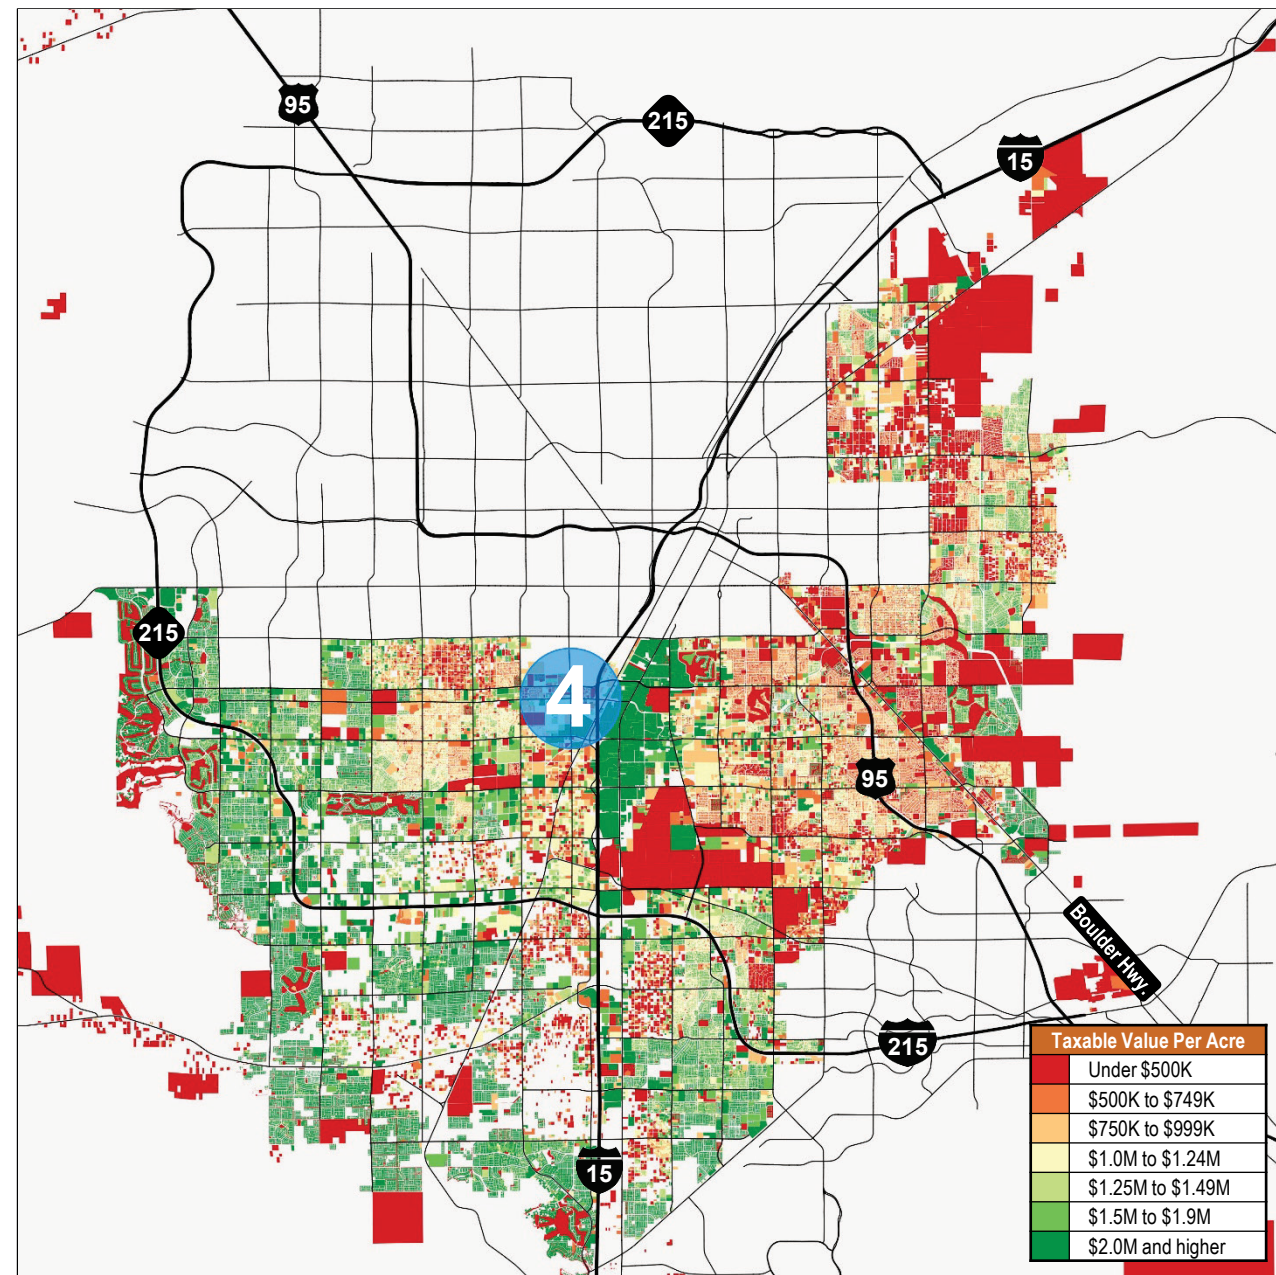 95
215
15
215
4
95
Boulder Hwy.
215
15
Taxable Value Per Acre
Under $500K
$500K to $749K
$750K to $999K
$1.0M to $1.24M
$1.25M to $1.49M
$1.5M to $1.9M
$2.0M and higher